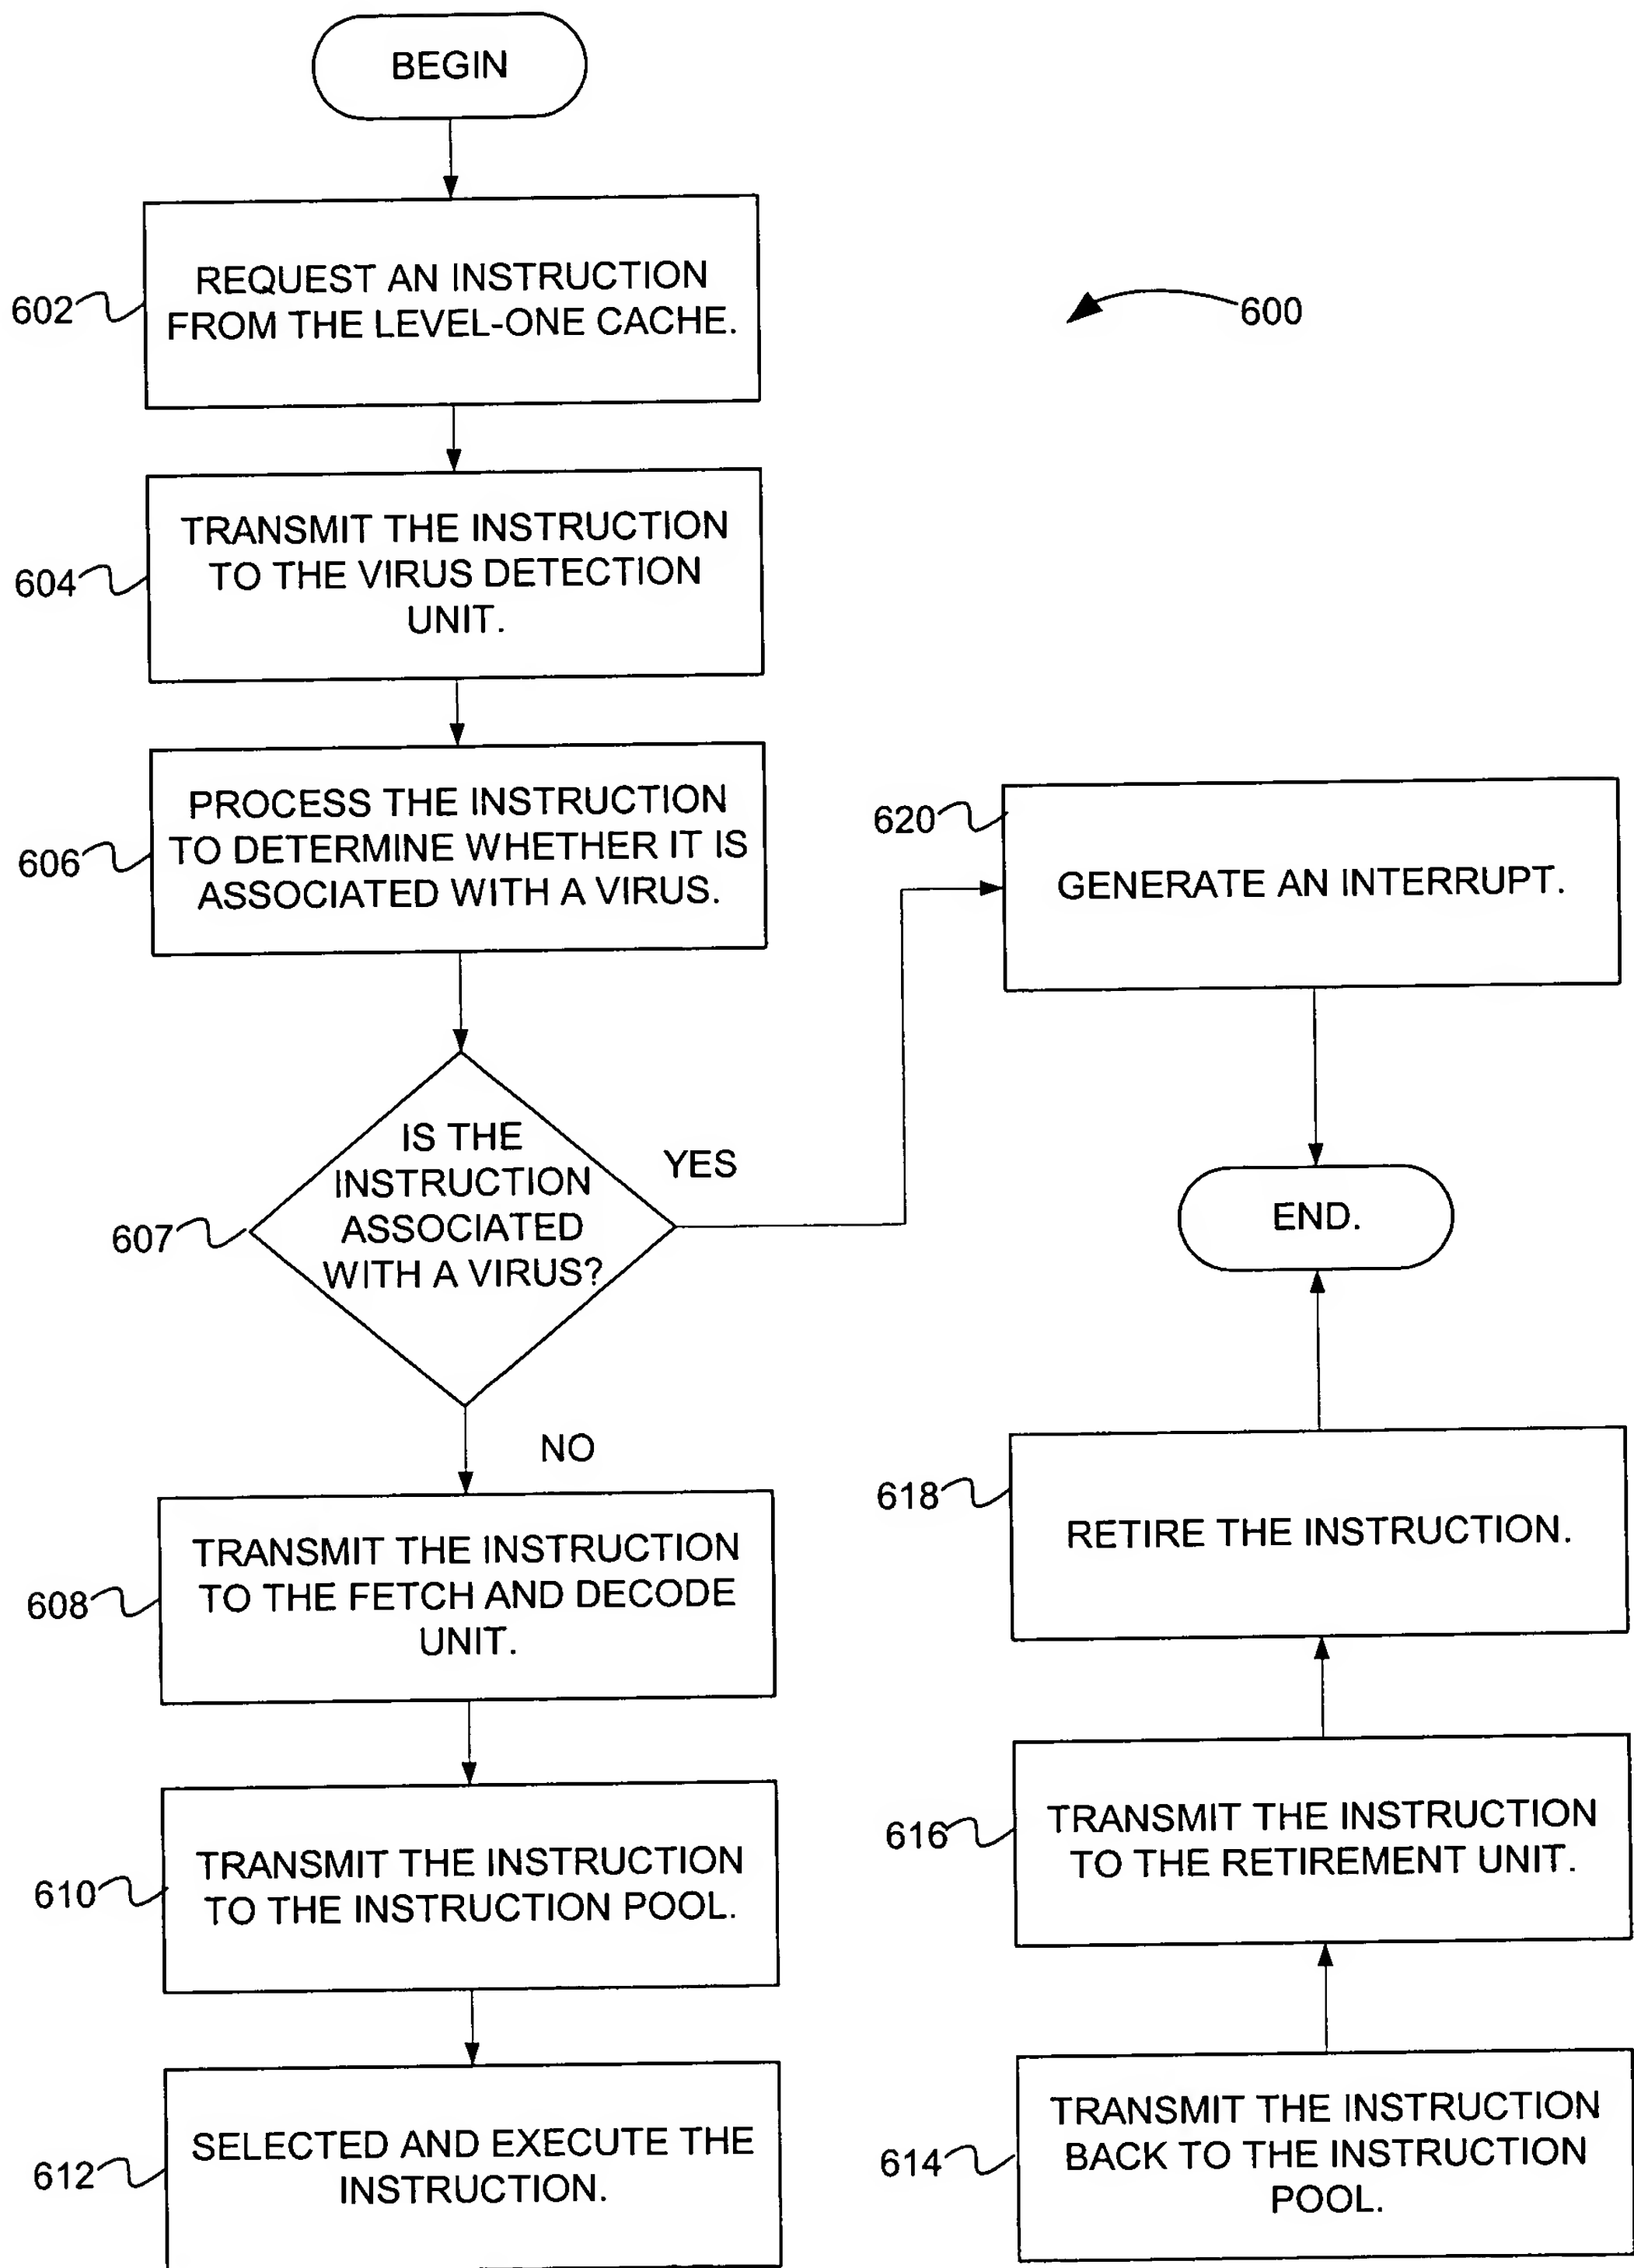 BEGIN
602
REQUEST AN INSTRUCTION
FROM THE LEVEL-ONE CACHE.
600
604
TRANSMIT THE INSTRUCTION
TO THE VIRUS DETECTION
UNIT.
606
PROCESS THE INSTRUCTION
TO DETERMINE WHETHER IT IS
ASSOCIATED WITH A VIRUS.
607
IS THE
INSTRUCTION
ASSOCIATED
WITH A VIRUS?
YES
NO
608
TRANSMIT THE INSTRUCTION
TO THE FETCH AND DECODE
UNIT.
610
TRANSMIT THE INSTRUCTION
TO THE INSTRUCTION POOL.
612
SELECTED AND EXECUTE THE
INSTRUCTION.
620
GENERATE AN INTERRUPT.
END.
618
RETIRE THE INSTRUCTION.
616
TRANSMIT THE INSTRUCTION
TO THE RETIREMENT UNIT.
614
TRANSMIT THE INSTRUCTION
BACK TO THE INSTRUCTION
POOL.